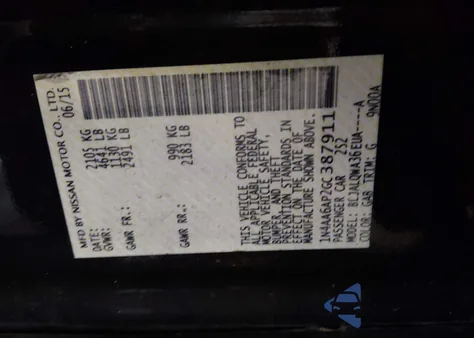 MFD BY NISSAN MOTOR CO., LTD.
DATE: 06/15
GVWR: 2105 KG
4641 LB
GAWR FR: 1130 KG
2491 LB
GAWR RR: 990 KG
2183 LB
THIS VEHICLE CONFORMS TO
ALL APPLICABLE FEDERAL
MOTOR VEHICLE SAFETY,
BUMPER, AND THEFT
PREVENTION STANDARDS IN
EFFECT ON THE DATE OF
MANUFACTURE SHOWN ABOVE.
1N4AA6AP2GC387911
PASSENGER CAR 252
MODEL: A
COLOR: GAB TRIM: G 9N00A